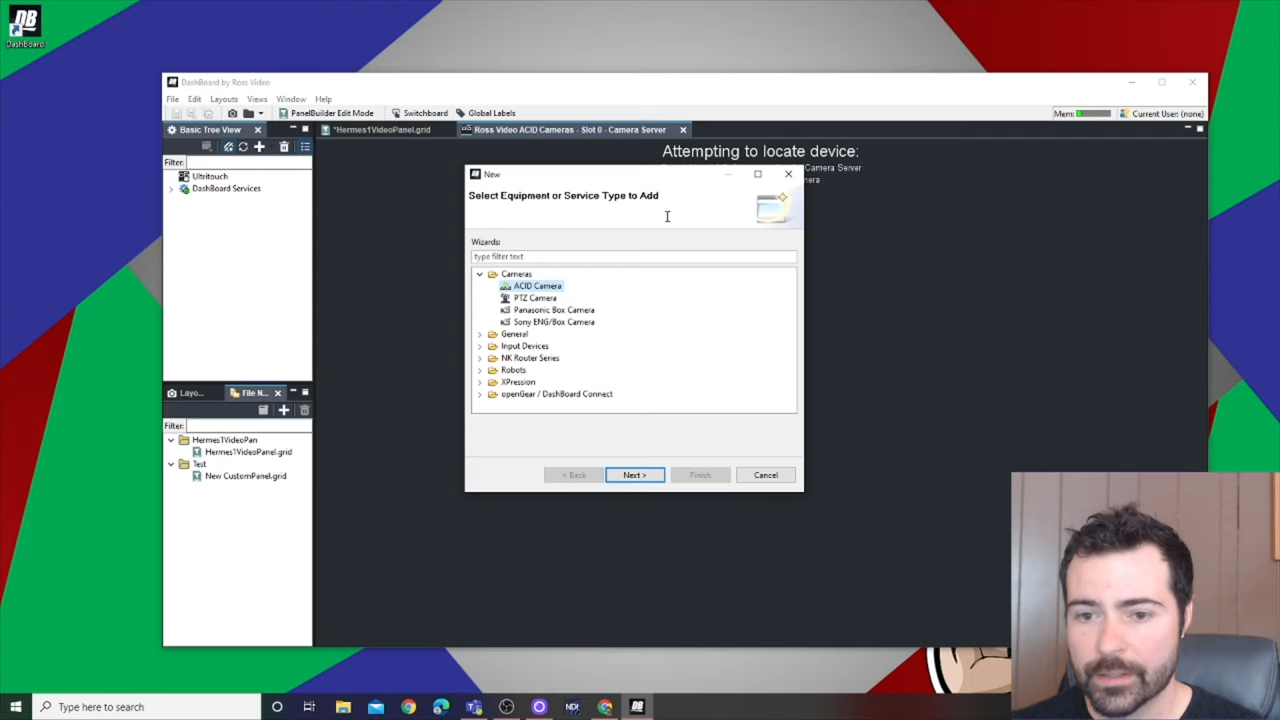 DB
DashBoard
DB DashBoard by Ross Video
File Edit Layouts Views Window Help
PanelBuilder Edit Mode Switchboard Global Labels
Mem: Current User: (none)
Basic Tree View
*Hermes1VideoPanel.grid
Ross Video ACID Cameras - Slot 0 - Camera Server
Filter:
Ultritouch
DashBoard Services
Attempting to locate device:
Camera Server
New
Select Equipment or Service Type to Add
Wizards:
type filter text
Cameras
ACID Camera
PTZ Camera
Panasonic Box Camera
Sony ENG/Box Camera
General
Input Devices
NK Router Series
Robots
XPression
openGear / DashBoard Connect
< Back Next > Finish Cancel
Layo... File N...
Filter:
Hermes1VideoPan
Hermes1VideoPanel.grid
Test
New CustomPanel.grid
Type here to search
NDI
DB